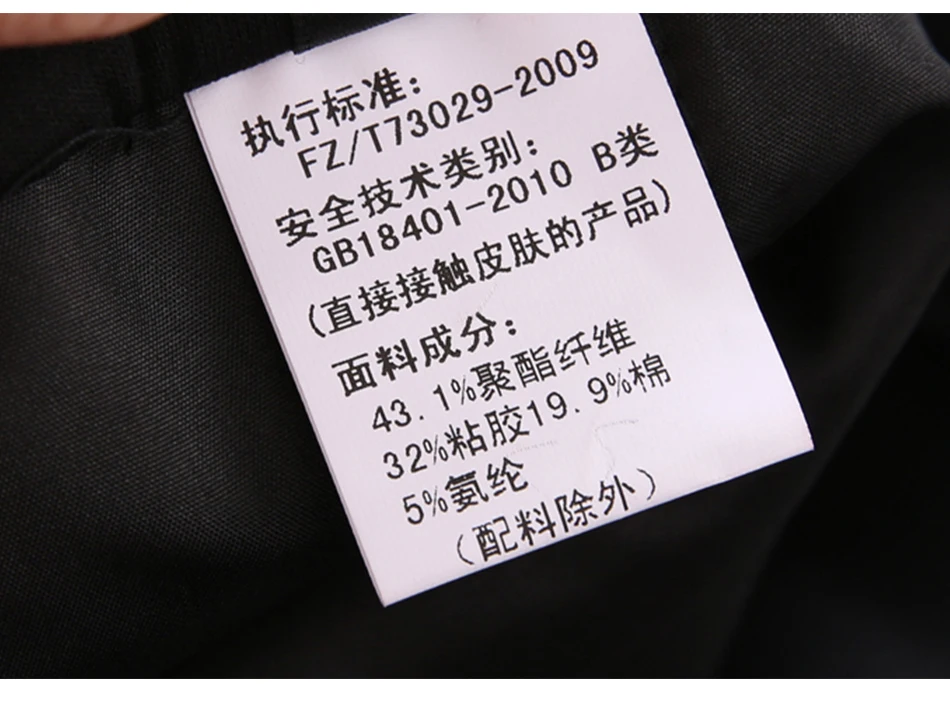 执行标准：
FZ/T73029-2009
安全技术类别：
GB18401-2010 B类
(直接接触皮肤的产品)
面料成分：
43.1%聚酯纤维
32%粘胶19.9%棉
5%氨纶
(配料除外)